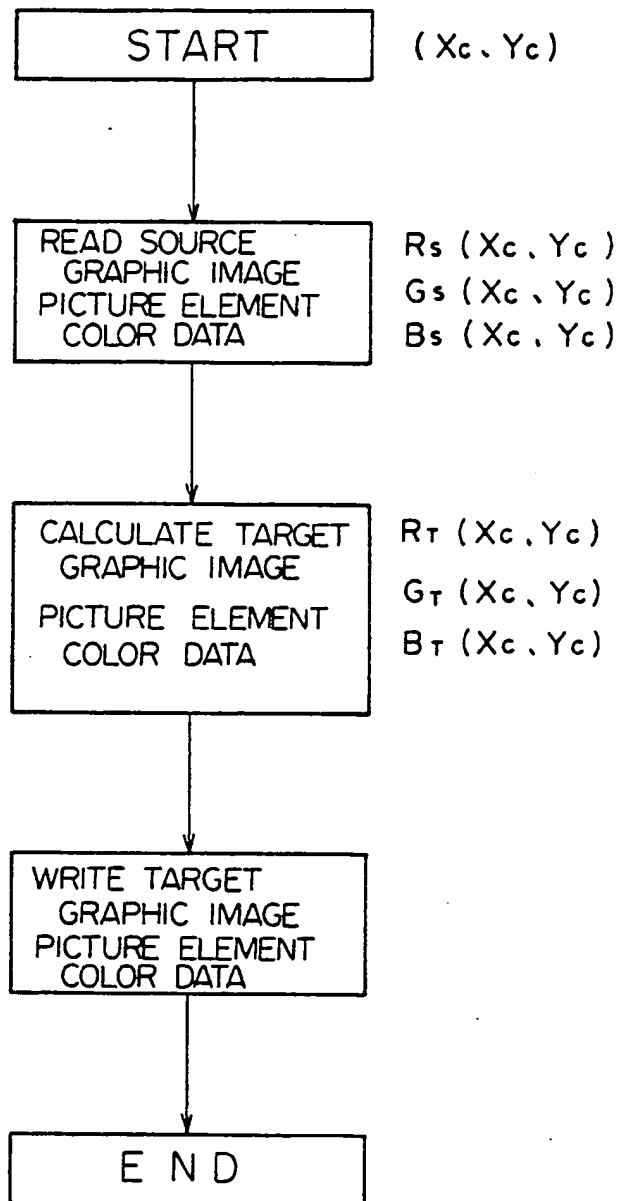 START (Xc、Yc)
READ SOURCE
GRAPHIC IMAGE
PICTURE ELEMENT
COLOR DATA
Rs (Xc、Yc)
Gs (Xc、Yc)
Bs (Xc、Yc)
CALCULATE TARGET
GRAPHIC IMAGE
PICTURE ELEMENT
COLOR DATA
RT (Xc、Yc)
GT (Xc、Yc)
BT (Xc、Yc)
WRITE TARGET
GRAPHIC IMAGE
PICTURE ELEMENT
COLOR DATA
END